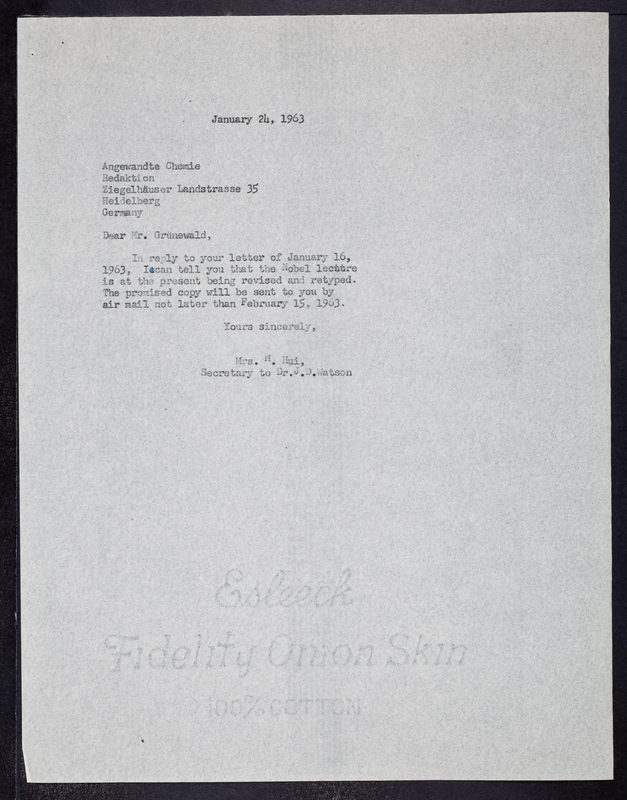 January 24, 1963
Angewandte Chemie
Redaktion
Ziegelhäuser Landstrasse 35
Heidelberg
Germany
Dear Mr. Grünewald,
In reply to your letter of January 16,
1963, I can tell you that the Nobel lecture
is at the present being revised and retyped.
The promised copy will be sent to you by
air mail not later than February 15, 1963.
Yours sincerely,
Mrs. M. Hui,
Secretary to Dr.J.D.Watson
Esleeck
Fidelity Onion Skin
100% COTTON